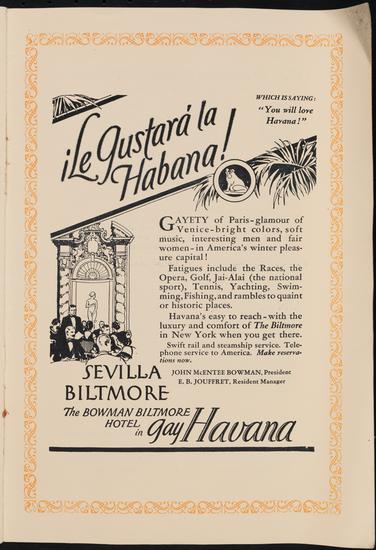 WHICH IS SAYING:
"You will love
Havana!"
¡Le Gustará la
Habana!
GAYETY of Paris-glamour of
Venice-bright colors, soft
music, interesting men and fair
women-in America's winter pleas-
ure capital!
Fatigues include the Races, the
Opera, Golf, Jai-Alai (the national
sport), Tennis, Yachting, Swim-
ming, Fishing, and rambles to quaint
or historic places.
Havana's easy to reach-with the
luxury and comfort of The Biltmore
in New York when you get there.
Swift rail and steamship service. Tele-
phone service to America. Make reserva-
tions now.
JOHN McENTEE BOWMAN, President
E. B. JOUFFRET, Resident Manager
SEVILLA
BILTMORE
The BOWMAN BILTMORE
HOTEL in gay Havana